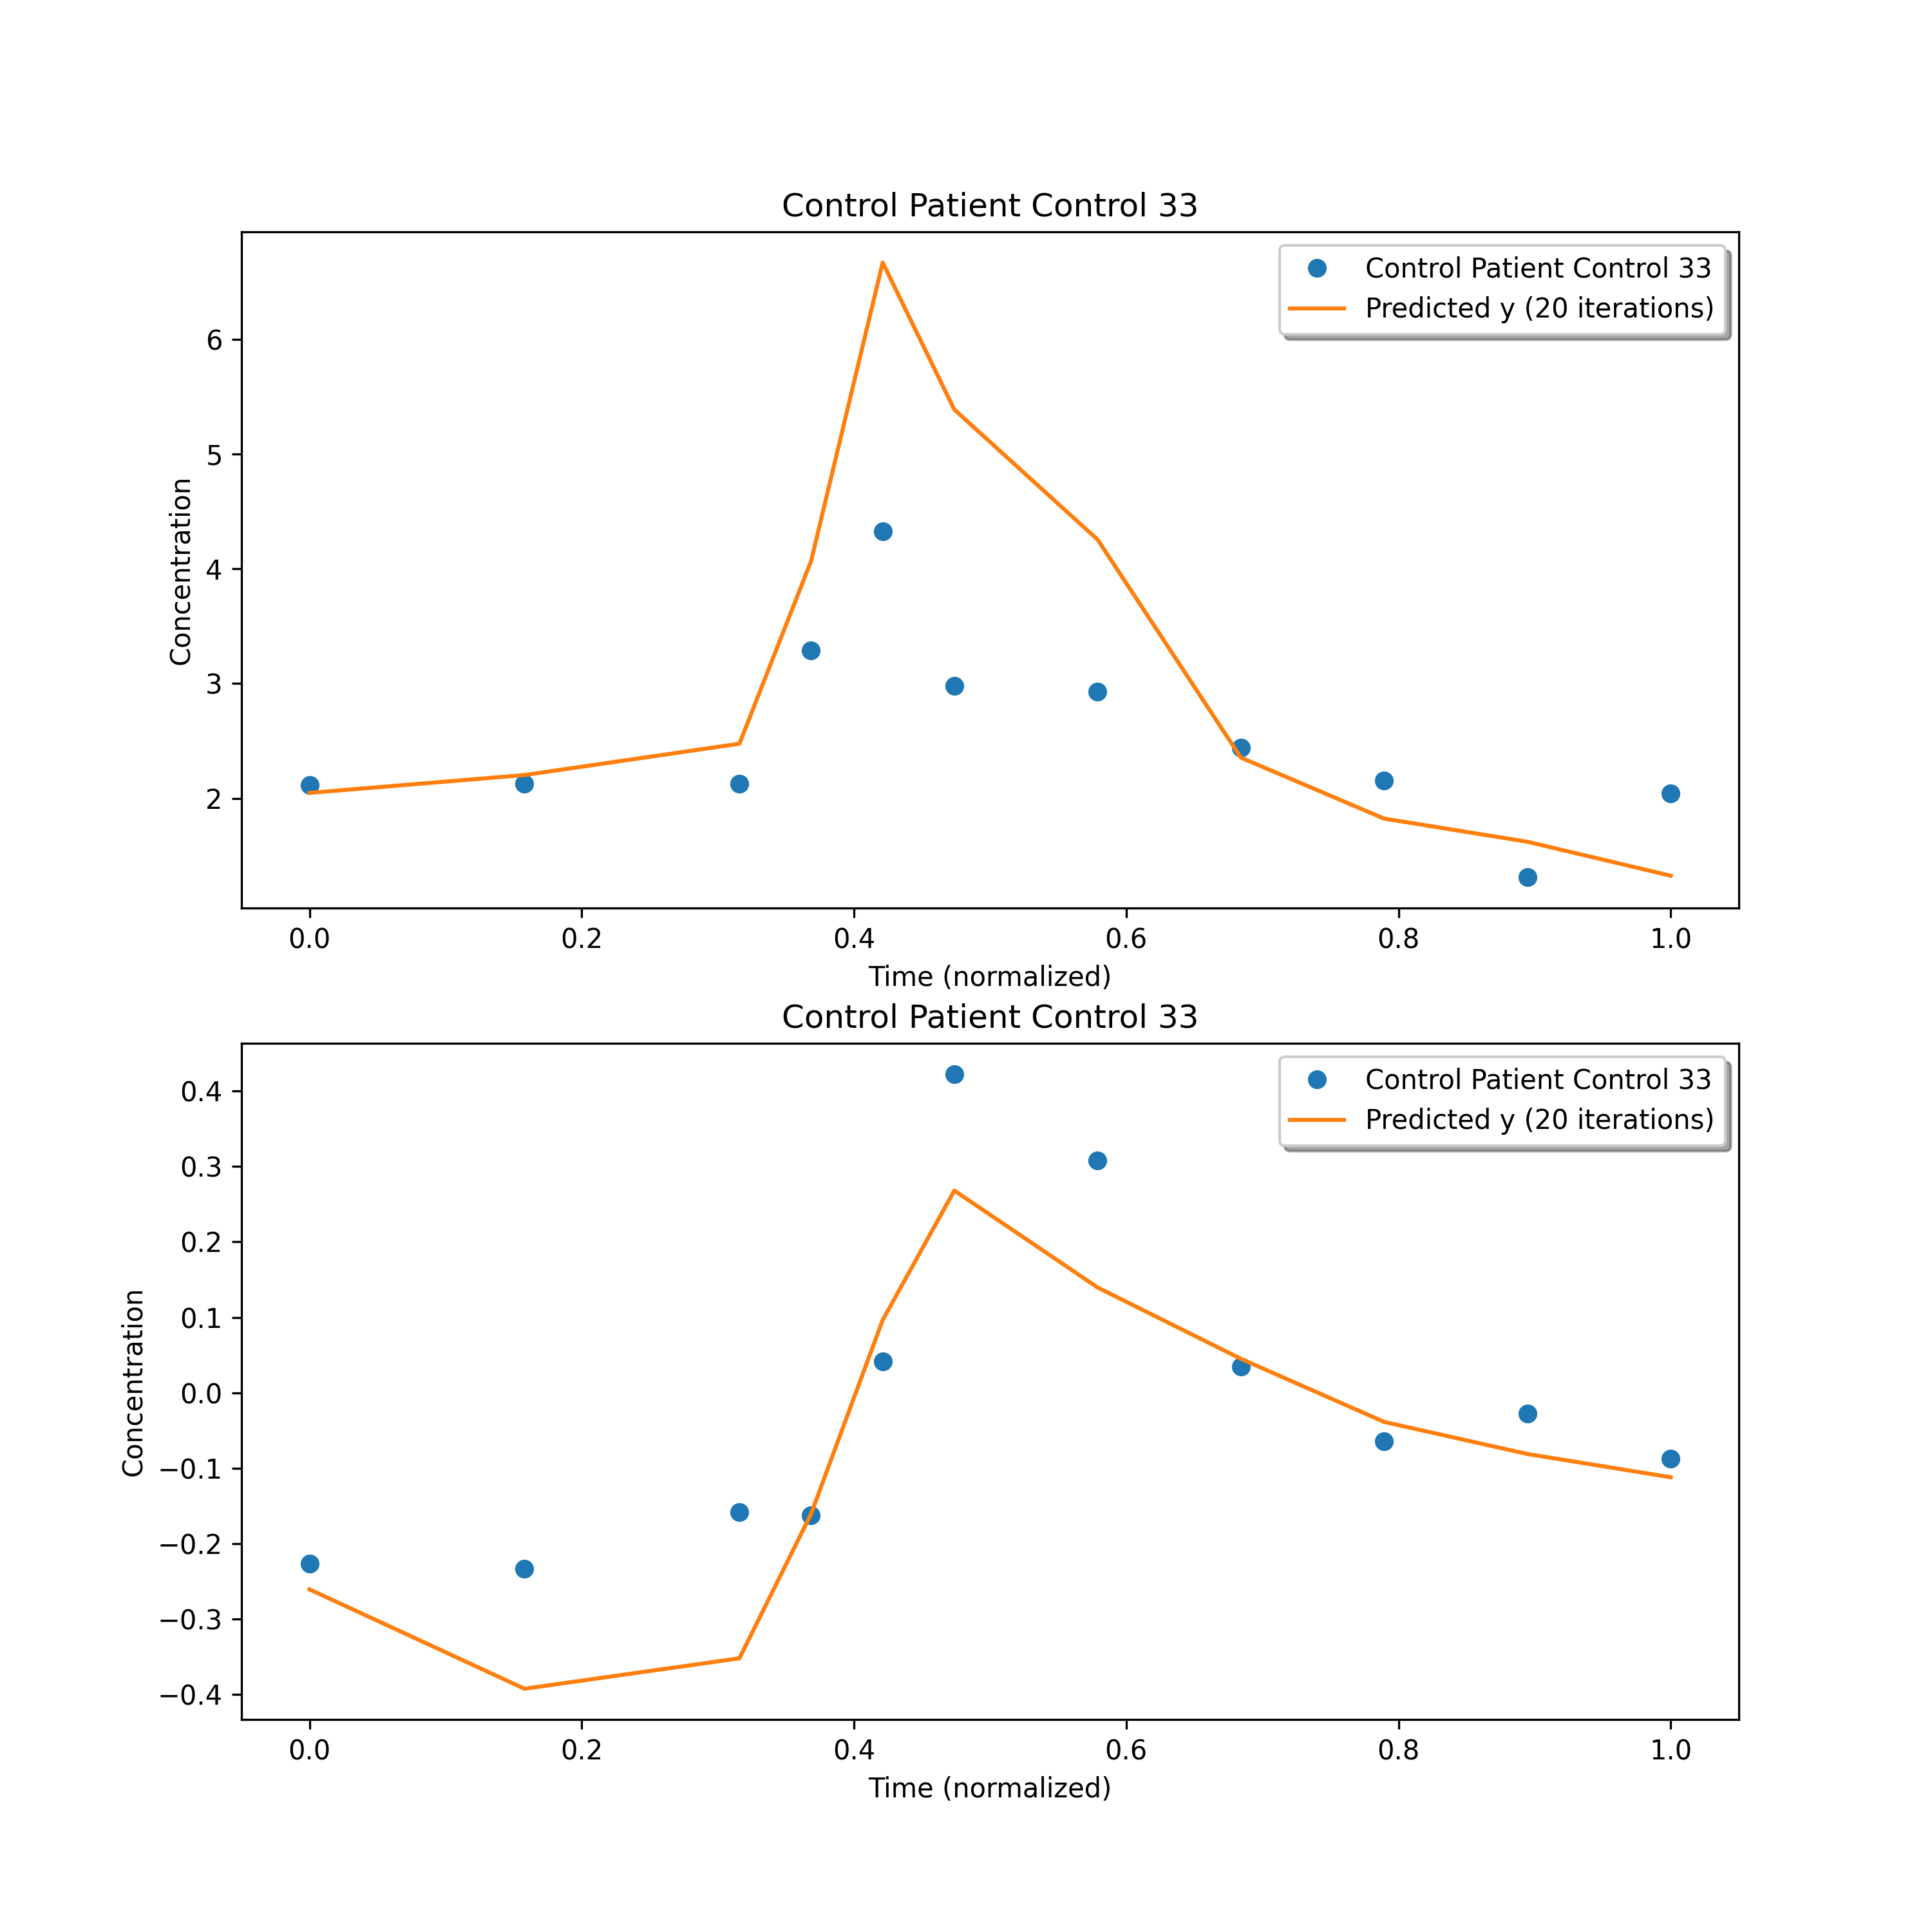 Control Patient Control 33
Control Patient Control 33
Predicted y (20 iterations)
Concentration
6
5
4
3
2
0.0 0.2 0.4 0.6 0.8 1.0
Time (normalized)
Control Patient Control 33
Control Patient Control 33
Predicted y (20 iterations)
Concentration
0.4
0.3
0.2
0.1
0.0
−0.1
−0.2
−0.3
−0.4
0.0 0.2 0.4 0.6 0.8 1.0
Time (normalized)